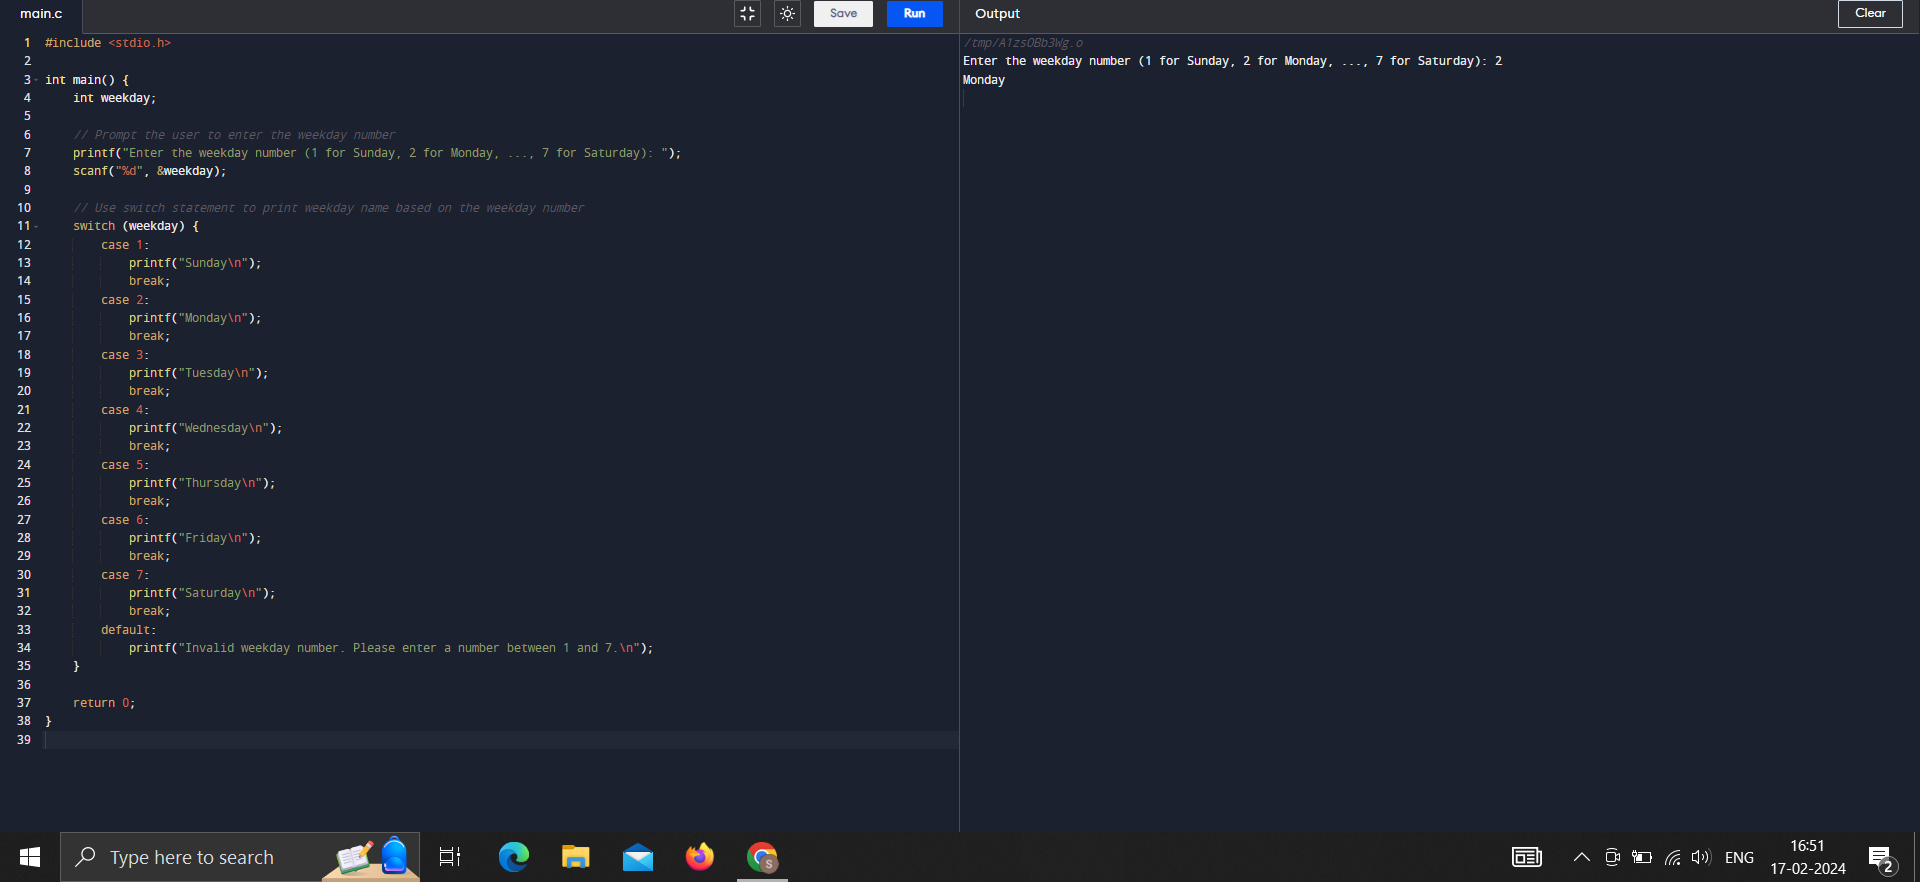 main.c
Save
Run
Output
Clear
1 #include <stdio.h>
2
3 int main() {
4     int weekday;
5
6     // Prompt the user to enter the weekday number
7     printf("Enter the weekday number (1 for Sunday, 2 for Monday, ..., 7 for Saturday): ");
8     scanf("%d", &weekday);
9
10     // Use switch statement to print weekday name based on the weekday number
11     switch (weekday) {
12         case 1:
13             printf("Sunday\n");
14             break;
15         case 2:
16             printf("Monday\n");
17             break;
18         case 3:
19             printf("Tuesday\n");
20             break;
21         case 4:
22             printf("Wednesday\n");
23             break;
24         case 5:
25             printf("Thursday\n");
26             break;
27         case 6:
28             printf("Friday\n");
29             break;
30         case 7:
31             printf("Saturday\n");
32             break;
33         default:
34             printf("Invalid weekday number. Please enter a number between 1 and 7.\n");
35     }
36
37     return 0;
38 }
39
/tmp/A1zsOBb3Wg.o
Enter the weekday number (1 for Sunday, 2 for Monday, ..., 7 for Saturday): 2
Monday
Type here to search
S
ENG
16:51
17-02-2024
2